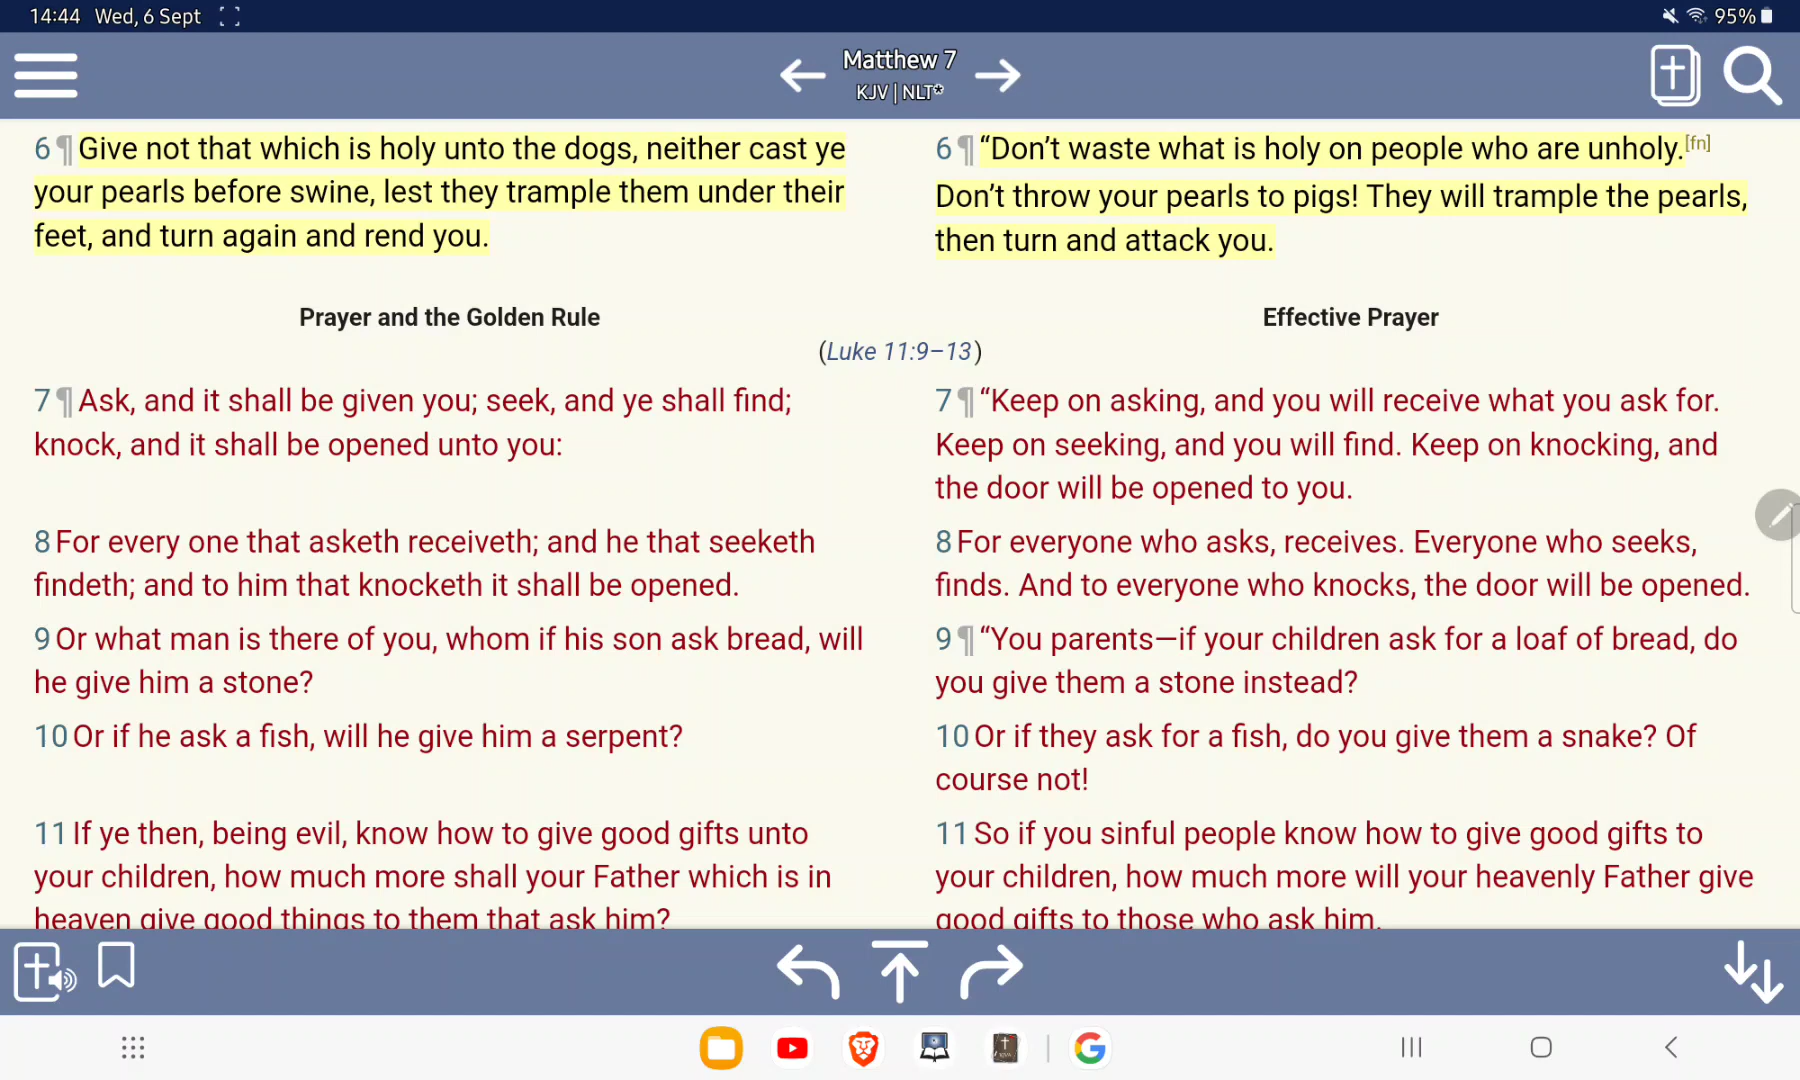 14:44 Wed, 6 Sept
95%
Matthew 7
KJV | NLT*
6 ¶ Give not that which is holy unto the dogs, neither cast ye
your pearls before swine, lest they trample them under their
feet, and turn again and rend you.
6 ¶ “Don’t waste what is holy on people who are unholy.[fn]
Don’t throw your pearls to pigs! They will trample the pearls,
then turn and attack you.
Prayer and the Golden Rule
Effective Prayer
(Luke 11:9–13)
7 ¶ Ask, and it shall be given you; seek, and ye shall find;
knock, and it shall be opened unto you:
7 ¶ “Keep on asking, and you will receive what you ask for.
Keep on seeking, and you will find. Keep on knocking, and
the door will be opened to you.
8 For every one that asketh receiveth; and he that seeketh
findeth; and to him that knocketh it shall be opened.
8 For everyone who asks, receives. Everyone who seeks,
finds. And to everyone who knocks, the door will be opened.
9 Or what man is there of you, whom if his son ask bread, will
he give him a stone?
9 ¶ “You parents—if your children ask for a loaf of bread, do
you give them a stone instead?
10 Or if he ask a fish, will he give him a serpent?
10 Or if they ask for a fish, do you give them a snake? Of
course not!
11 If ye then, being evil, know how to give good gifts unto
your children, how much more shall your Father which is in
heaven give good things to them that ask him?
11 So if you sinful people know how to give good gifts to
your children, how much more will your heavenly Father give
good gifts to those who ask him.